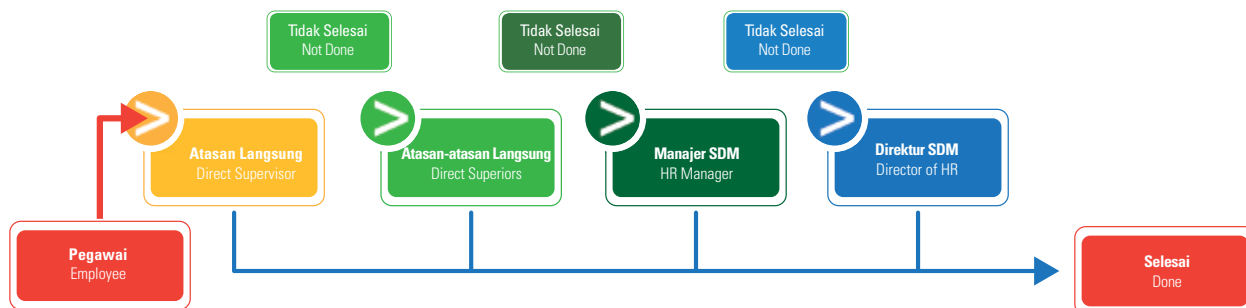 Tidak Selesai
Not Done
Tidak Selesai
Not Done
Tidak Selesai
Not Done
Atasan Langsung
Direct Supervisor
Atasan-atasan Langsung
Direct Superiors
Manajer SDM
HR Manager
Direktur SDM
Director of HR
Pegawai
Employee
Selesai
Done